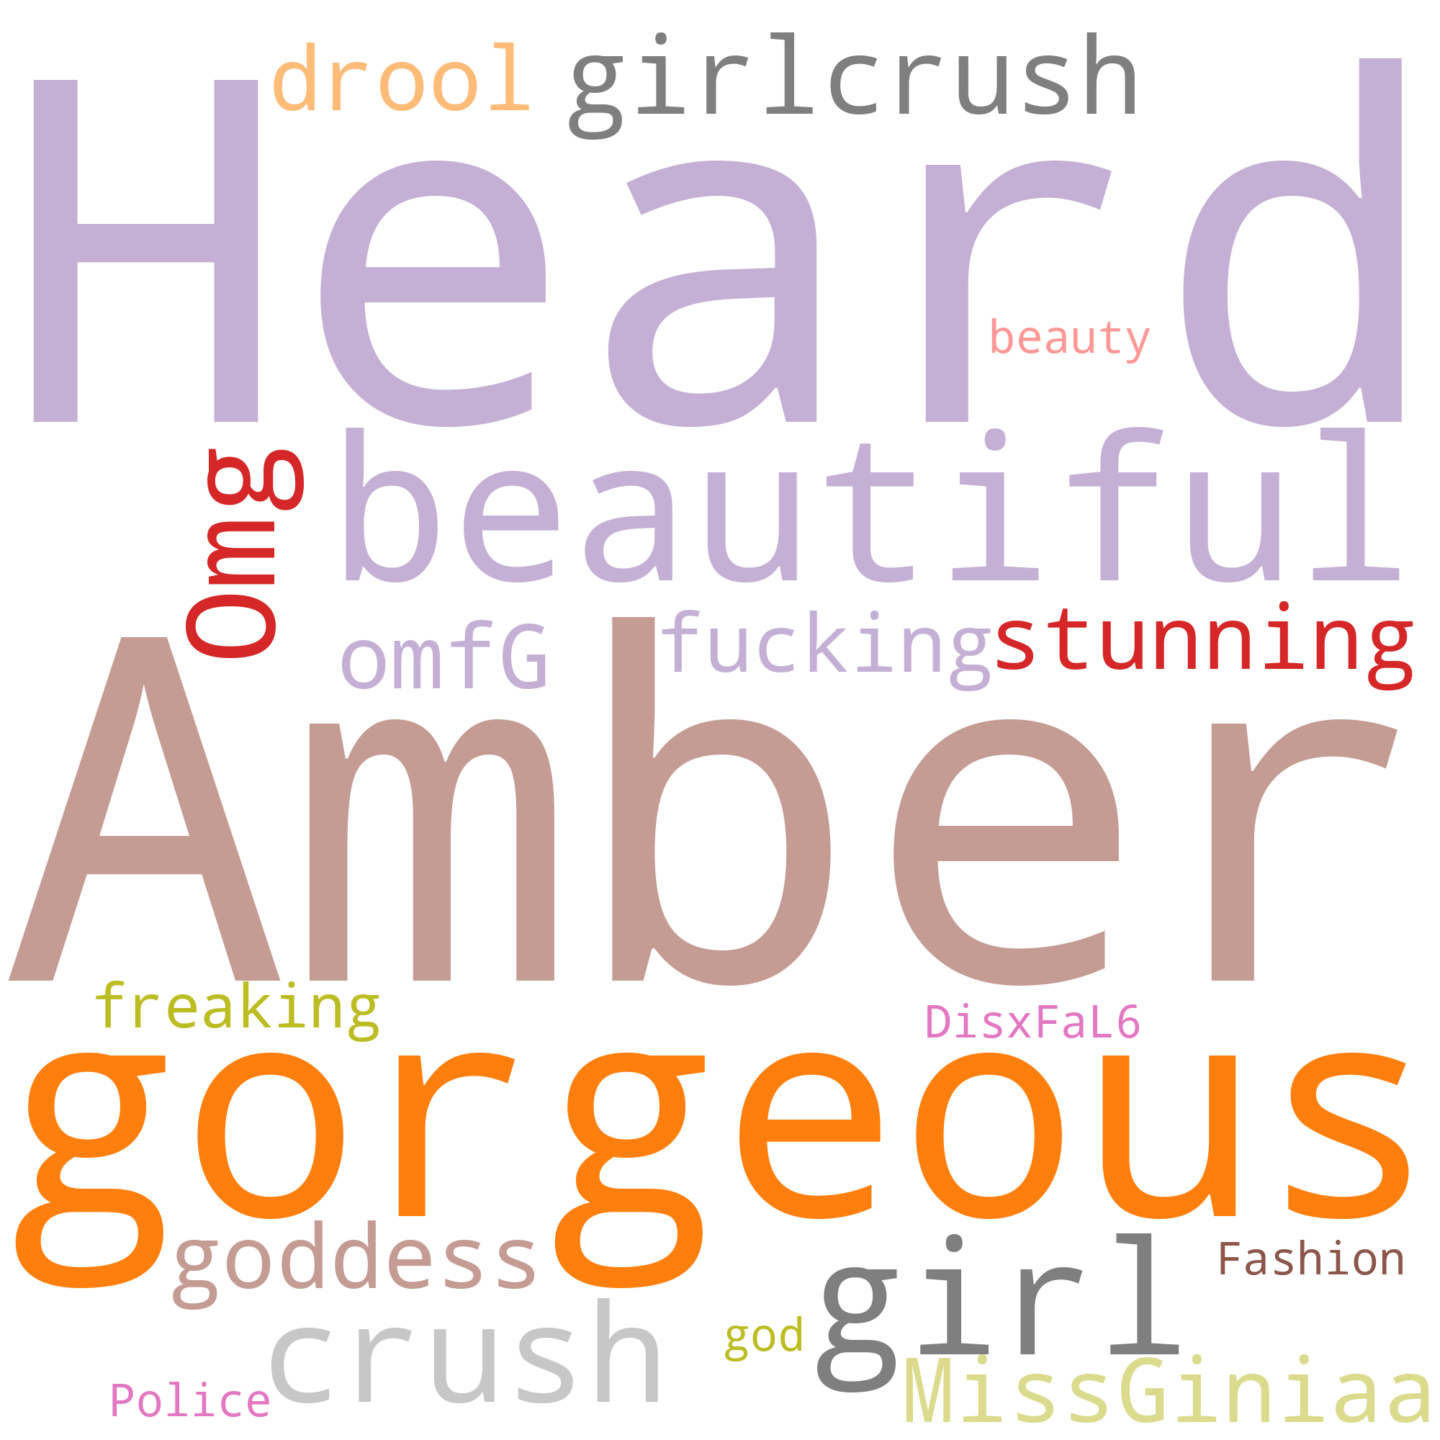 drool girlcrush
Heard
beauty
Omg beautiful
omfG fucking stunning
Amber
freaking DisxFaL6
gorgeous
goddess girl Fashion
crush god MissGiniaa
Police